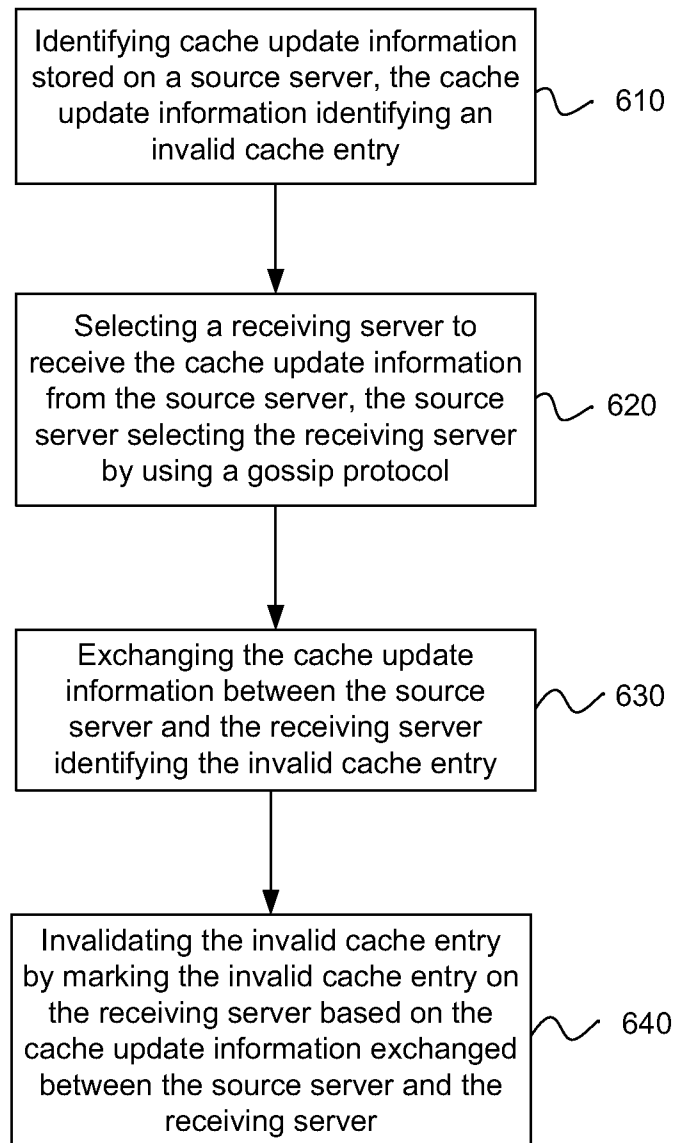 Identifying cache update information
stored on a source server, the cache
update information identifying an
invalid cache entry
610
Selecting a receiving server to
receive the cache update information
from the source server, the source
server selecting the receiving server
by using a gossip protocol
620
Exchanging the cache update
information between the source
server and the receiving server
identifying the invalid cache entry
630
Invalidating the invalid cache entry
by marking the invalid cache entry on
the receiving server based on the
cache update information exchanged
between the source server and the
receiving server
640